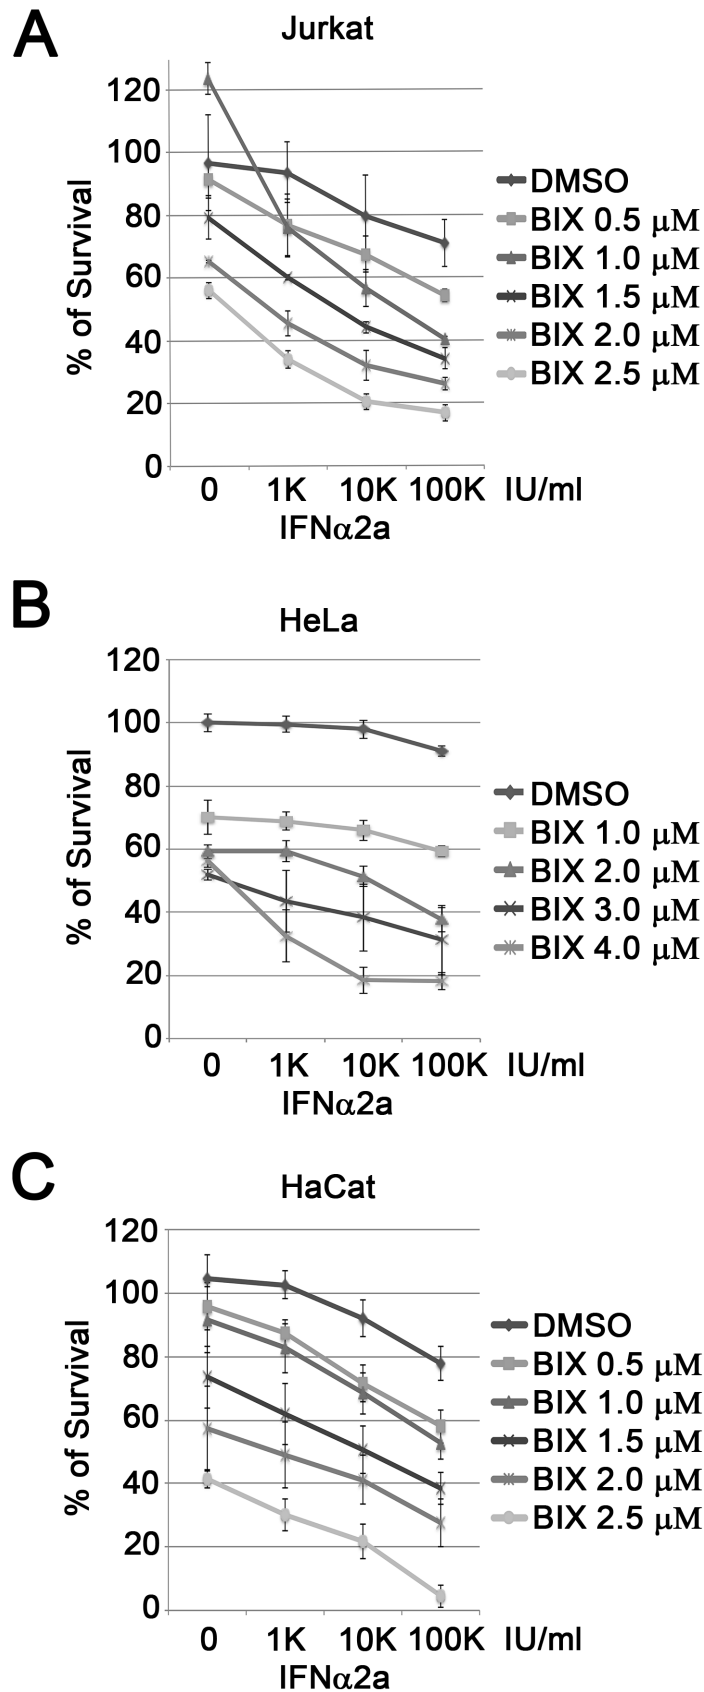 A
Jurkat
120
100
80
60
40
20
0
% of Survival
DMSO
BIX 0.5 μM
BIX 1.0 μM
BIX 1.5 μM
BIX 2.0 μM
BIX 2.5 μM
0 1K 10K 100K IU/ml
IFNα2a
B
HeLa
120
100
80
60
40
20
0
% of Survival
DMSO
BIX 1.0 μM
BIX 2.0 μM
BIX 3.0 μM
BIX 4.0 μM
0 1K 10K 100K IU/ml
IFNα2a
C
HaCat
120
100
80
60
40
20
0
% of Survival
DMSO
BIX 0.5 μM
BIX 1.0 μM
BIX 1.5 μM
BIX 2.0 μM
BIX 2.5 μM
0 1K 10K 100K IU/ml
IFNα2a